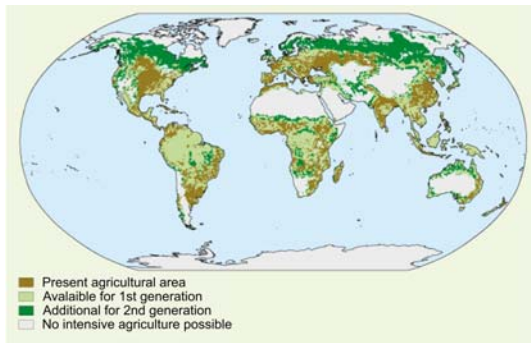 Present agricultural area
Avalaible for 1st generation
Additional for 2nd generation
No intensive agriculture possible